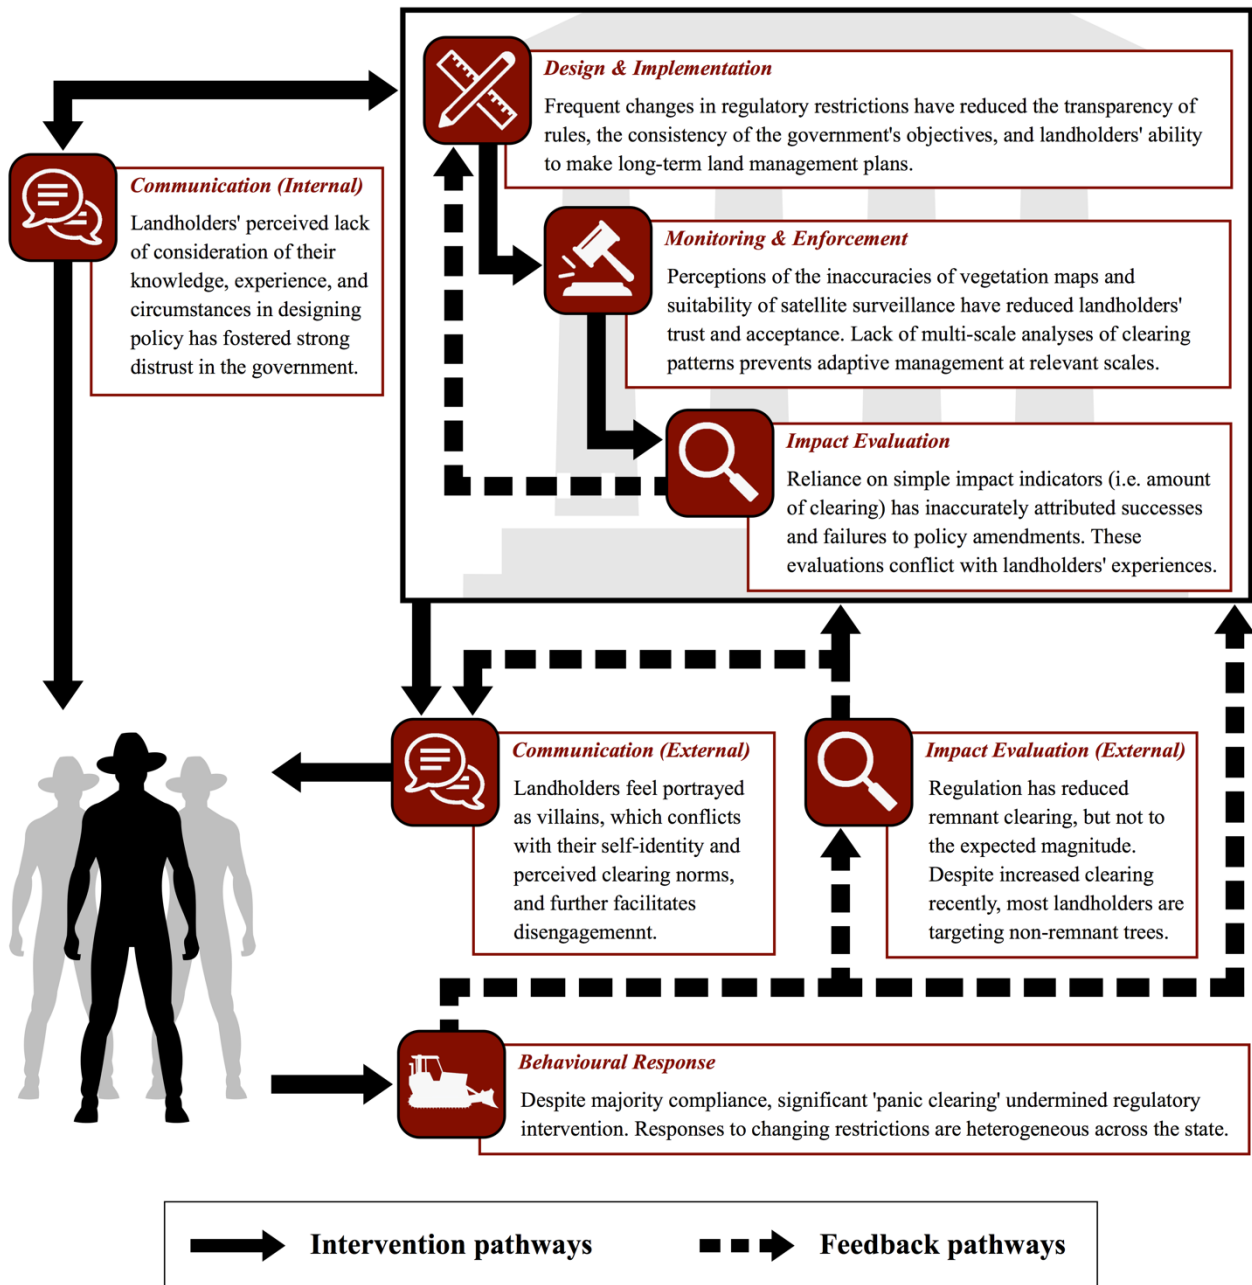 Design & Implementation
Frequent changes in regulatory restrictions have reduced the transparency of
rules, the consistency of the government's objectives, and landholders' ability
to make long-term land management plans.
Communication (Internal)
Landholders' perceived lack
of consideration of their
knowledge, experience, and
circumstances in designing
policy has fostered strong
distrust in the government.
Monitoring & Enforcement
Perceptions of the inaccuracies of vegetation maps and
suitability of satellite surveillance have reduced landholders'
trust and acceptance. Lack of multi-scale analyses of clearing
patterns prevents adaptive management at relevant scales.
Impact Evaluation
Reliance on simple impact indicators (i.e. amount
of clearing) has inaccurately attributed successes
and failures to policy amendments. These
evaluations conflict with landholders' experiences.
Communication (External)
Landholders feel portrayed
as villains, which conflicts
with their self-identity and
perceived clearing norms,
and further facilitates
disengagemennt.
Impact Evaluation (External)
Regulation has reduced
remnant clearing, but not to
the expected magnitude.
Despite increased clearing
recently, most landholders are
targeting non-remnant trees.
Behavioural Response
Despite majority compliance, significant 'panic clearing' undermined regulatory
intervention. Responses to changing restrictions are heterogeneous across the state.
Intervention pathways
Feedback pathways